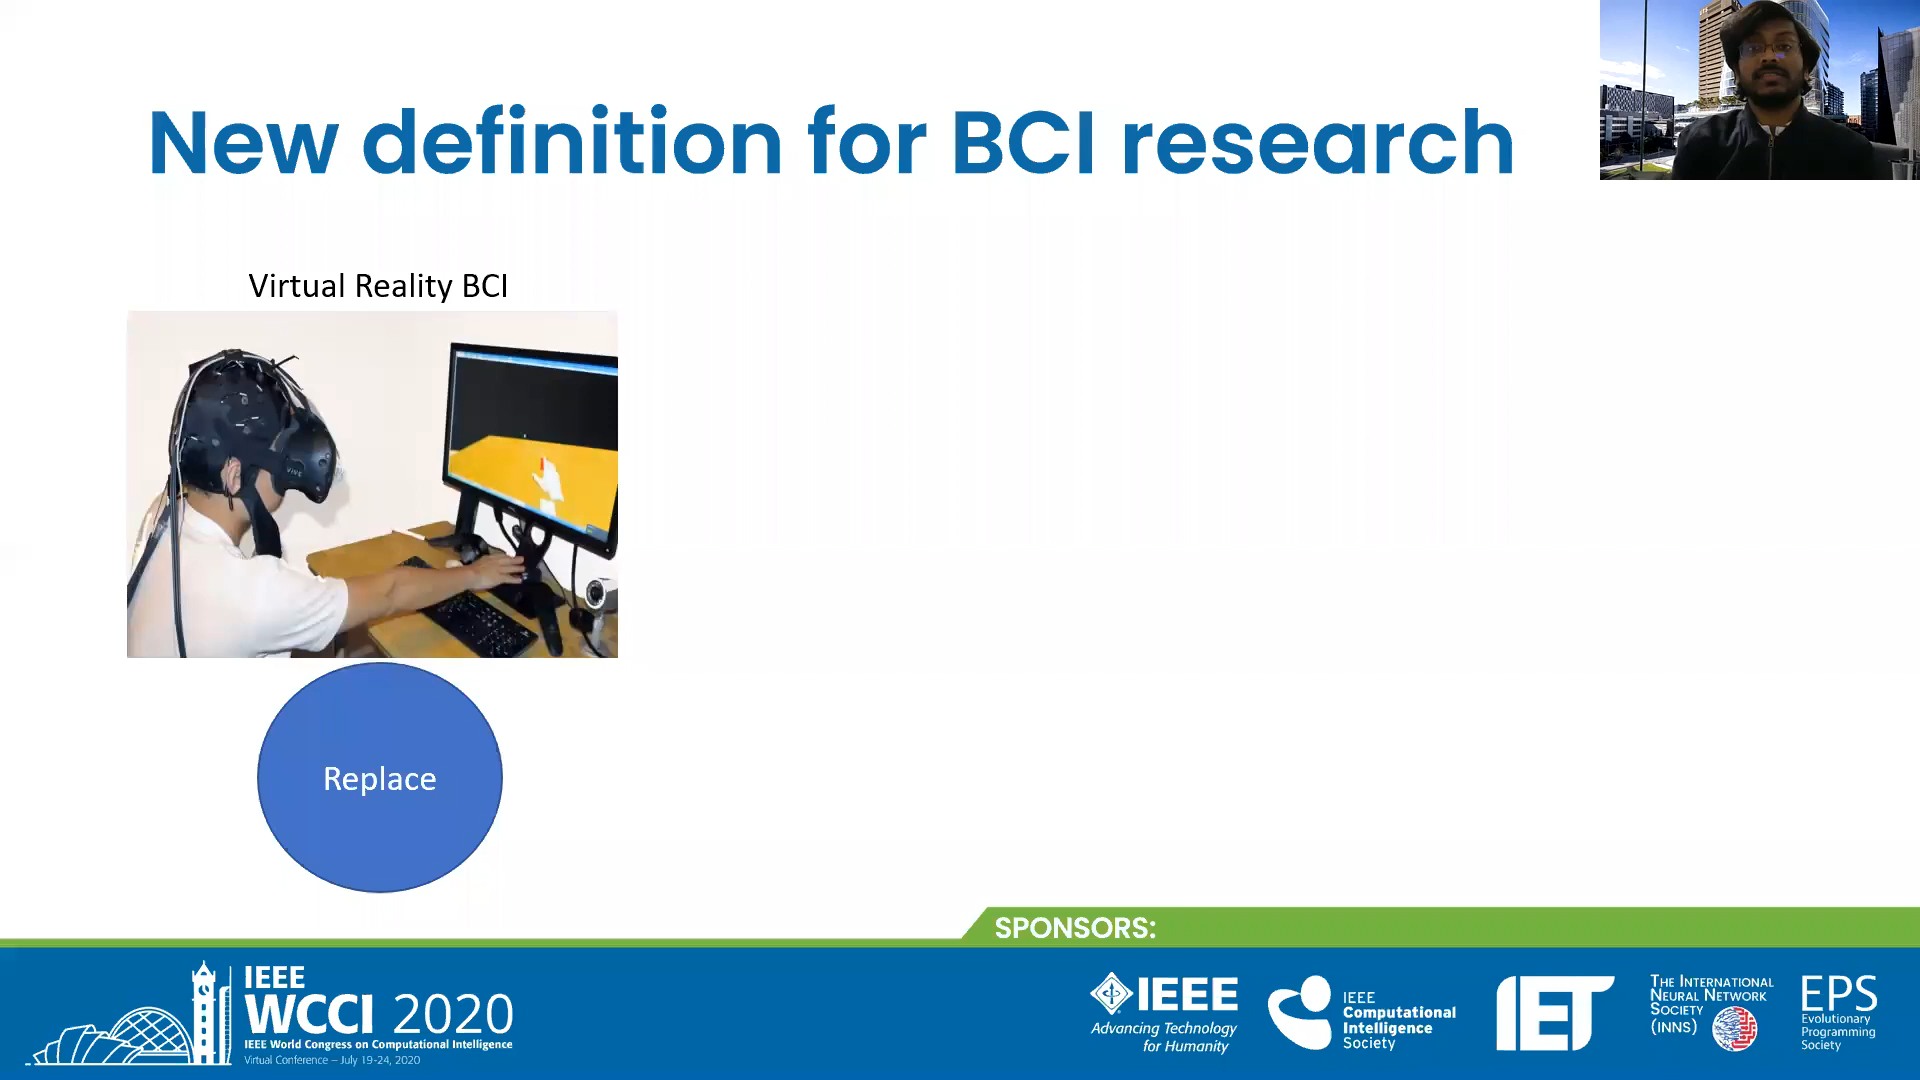 New definition for BCI research
Virtual Reality BCI
VIVE
Replace
SPONSORS:
IEEE
WCCI 2020
IEEE World Congress on Computational Intelligence
Virtual Conference – July 19-24, 2020
IEEE
Advancing Technology
for Humanity
IEEE
Computational
Intelligence
Society
IET
THE INTERNATIONAL
NEURAL NETWORK
SOCIETY
(INNS)
EPS
Evolutionary
Programming
Society